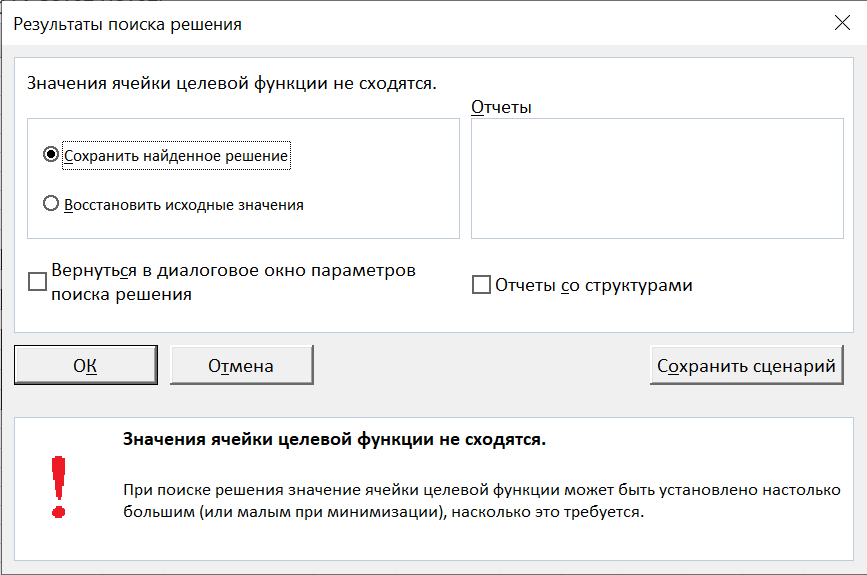 Результаты поиска решения
Значения ячейки целевой функции не сходятся.
Отчеты
Сохранить найденное решение
Восстановить исходные значения
Вернуться в диалоговое окно параметров
поиска решения
Отчеты со структурами
ОК
Отмена
Сохранить сценарий
Значения ячейки целевой функции не сходятся.
При поиске решения значение ячейки целевой функции может быть установлено настолько
большим (или малым при минимизации), насколько это требуется.